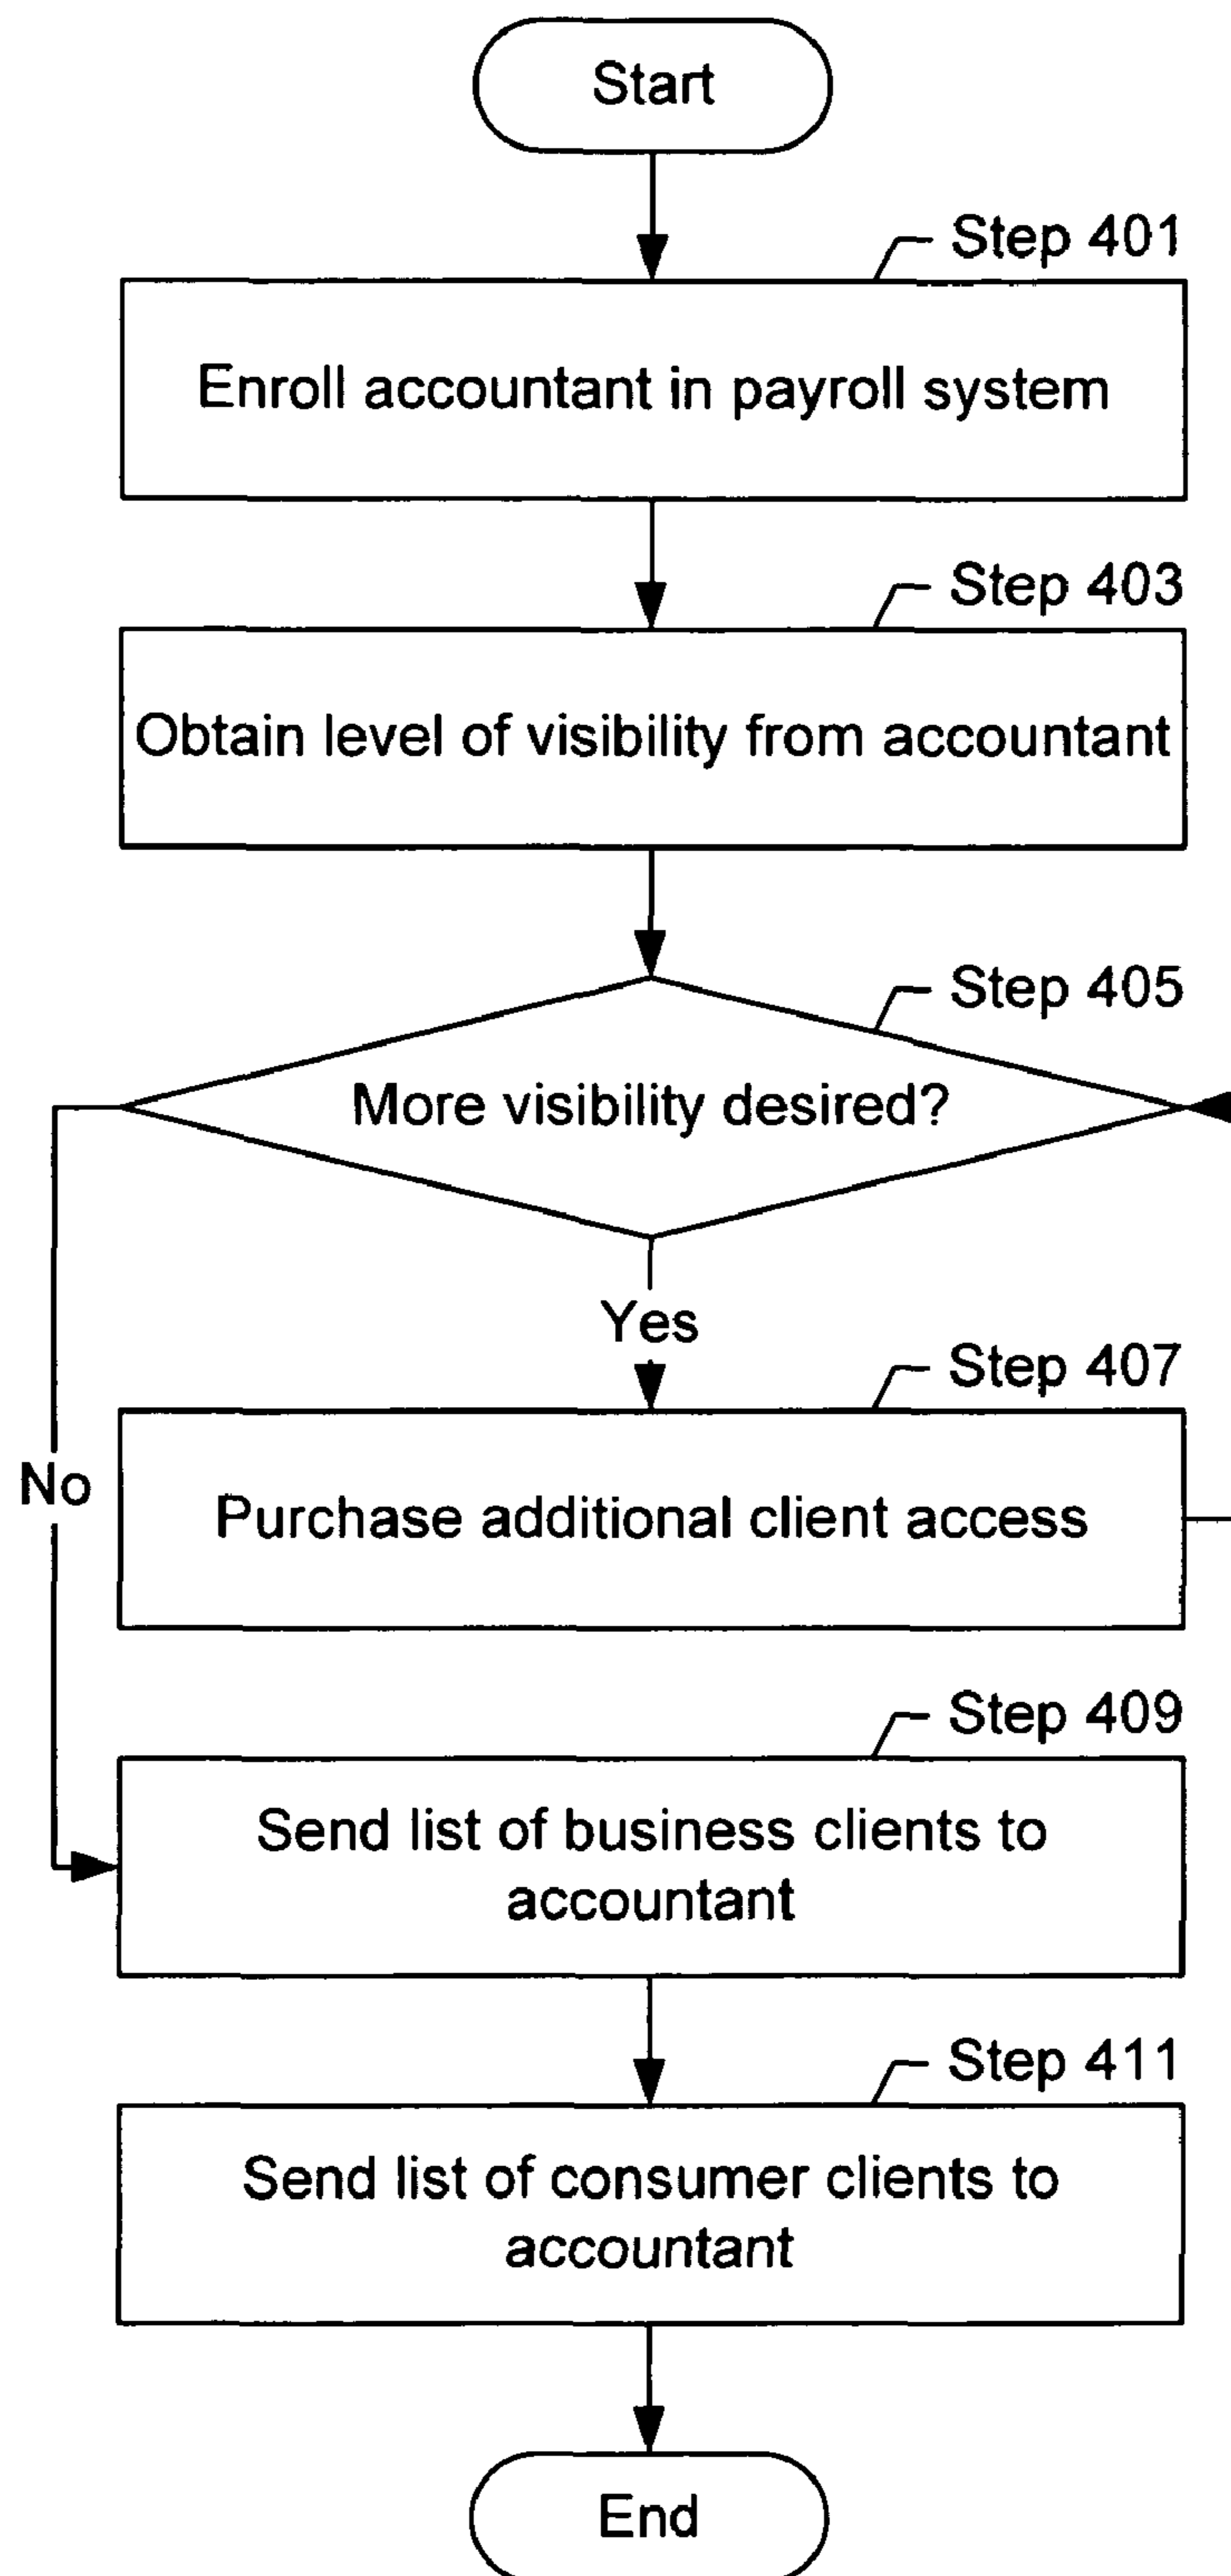 Start
Step 401
Enroll accountant in payroll system
Step 403
Obtain level of visibility from accountant
Step 405
More visibility desired?
Yes
Step 407
No
Purchase additional client access
Step 409
Send list of business clients to
accountant
Step 411
Send list of consumer clients to
accountant
End